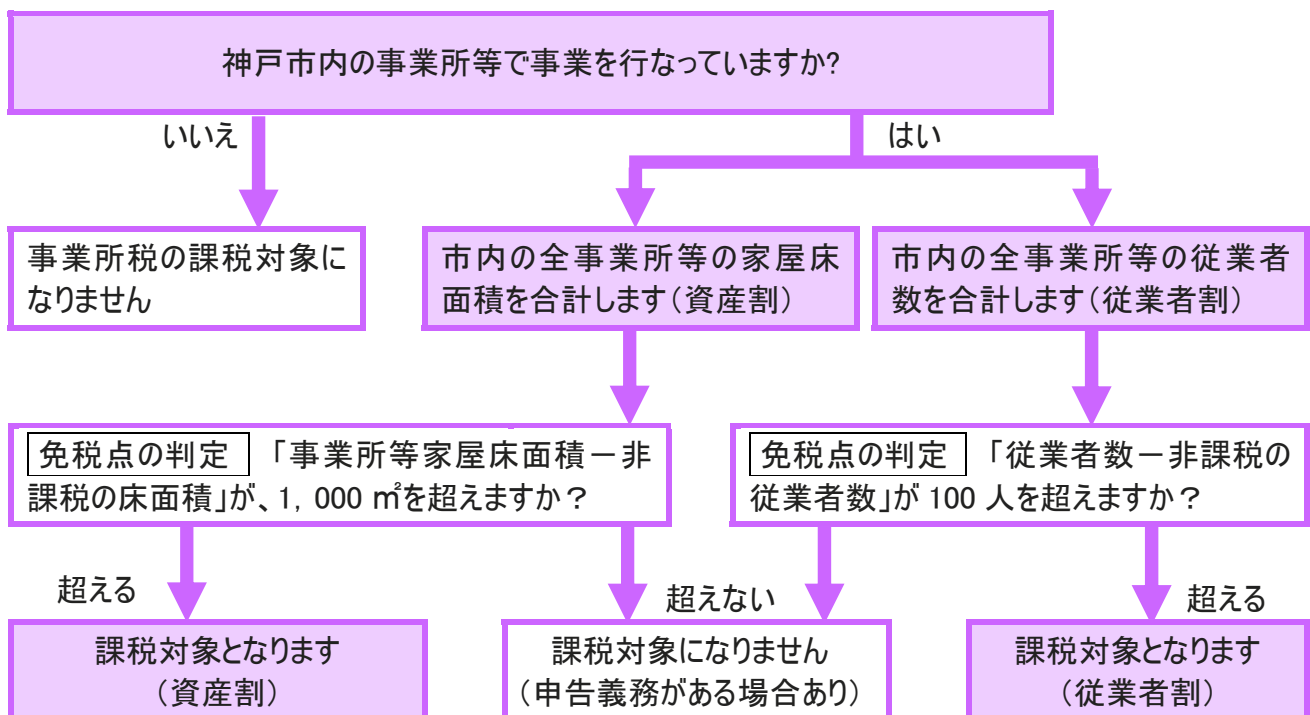 神戸市内の事業所等で事業を行なっていますか?
いいえ
はい
事業所税の課税対象に
なりません
市内の全事業所等の家屋床
面積を合計します(資産割)
市内の全事業所等の従業者
数を合計します(従業者割)
免税点の判定 「事業所等家屋床面積－非
課税の床面積」が、1,000 ㎡を超えますか？
免税点の判定 「従業者数－非課税の
従業者数」が 100 人を超えますか？
超える
超えない
超える
課税対象となります
(資産割)
課税対象になりません
(申告義務がある場合あり)
課税対象となります
(従業者割)